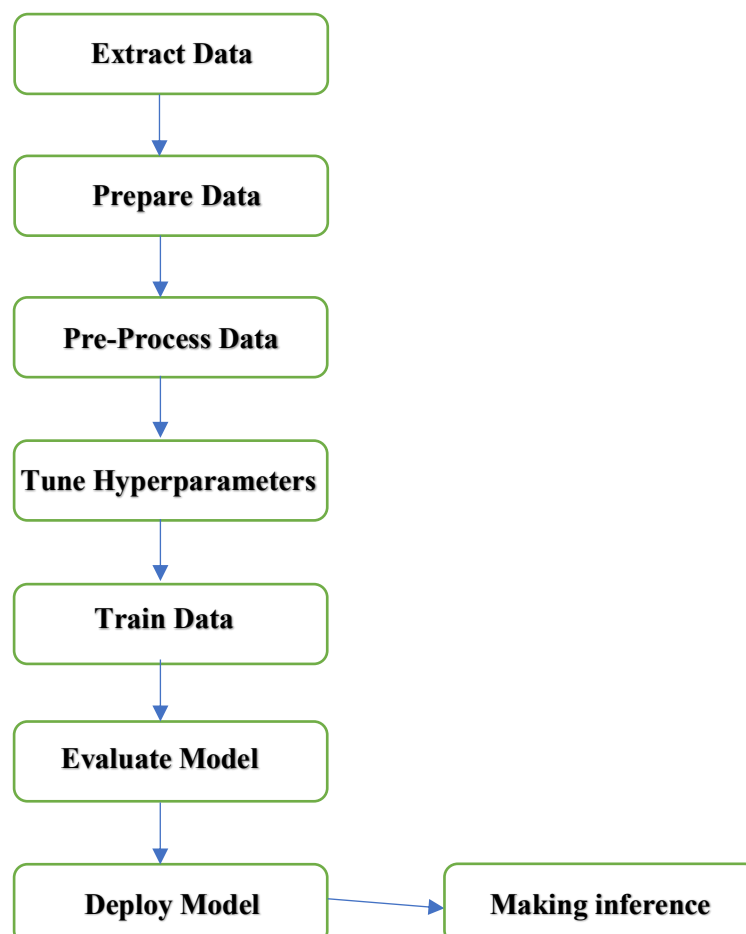 Extract Data
Prepare Data
Pre-Process Data
Tune Hyperparameters
Train Data
Evaluate Model
Deploy Model
Making inference